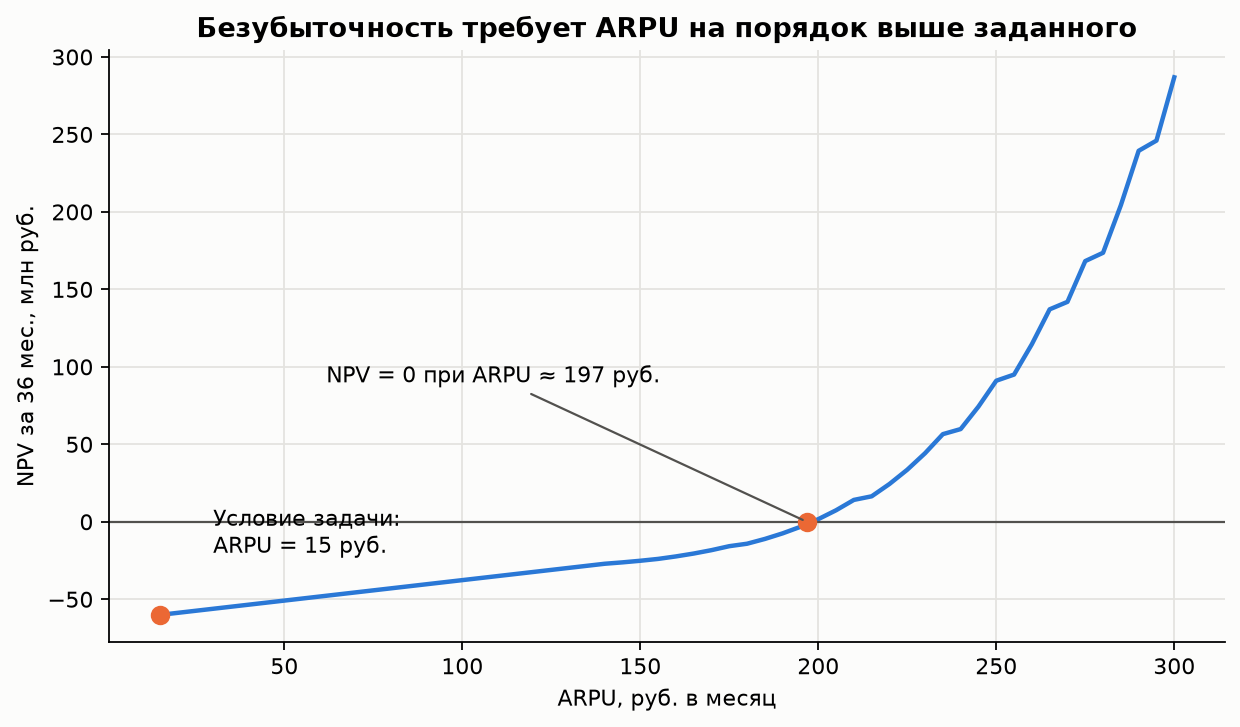 Безубыточность требует ARPU на порядок выше заданного
NPV за 36 мес., млн руб.
300
250
200
150
100
50
0
−50
NPV = 0 при ARPU ≈ 197 руб.
Условие задачи:
ARPU = 15 руб.
50
100
150
200
250
300
ARPU, руб. в месяц